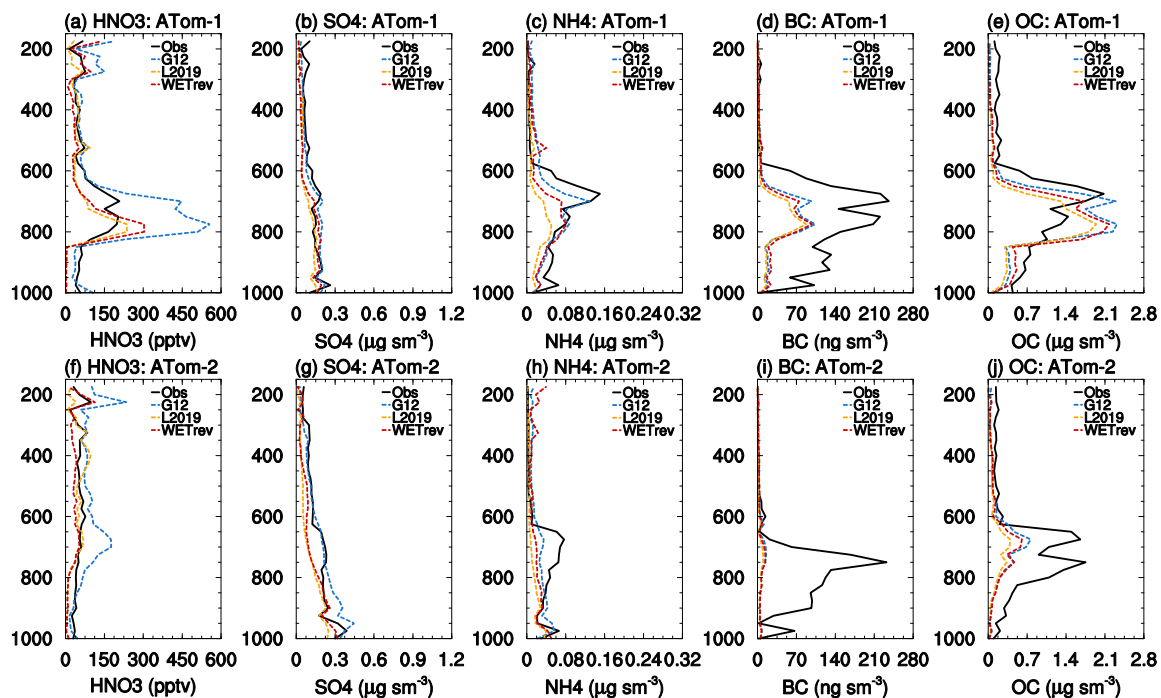 (a) HNO3: ATom-1 (b) SO4: ATom-1 (c) NH4: ATom-1 (d) BC: ATom-1 (e) OC: ATom-1
200 200 200 200 200
Obs Obs Obs Obs Obs
G12 G12 G12 G12 G12
L2019 L2019 L2019 L2019 L2019
WETrev WETrev WETrev WETrev WETrev
400 400 400 400 400
600 600 600 600 600
800 800 800 800 800
1000 1000 1000 1000 1000
0 150 300 450 600 0 0.3 0.6 0.9 1.2 0 0.08 0.16 0.24 0.32 0 70 140 210 280 0 0.7 1.4 2.1 2.8
HNO3 (pptv) SO4 (µg sm⁻³) NH4 (µg sm⁻³) BC (ng sm⁻³) OC (µg sm⁻³)
(f) HNO3: ATom-2 (g) SO4: ATom-2 (h) NH4: ATom-2 (i) BC: ATom-2 (j) OC: ATom-2
200 200 200 200 200
Obs Obs Obs Obs Obs
G12 G12 G12 G12 G12
L2019 L2019 L2019 L2019 L2019
WETrev WETrev WETrev WETrev WETrev
400 400 400 400 400
600 600 600 600 600
800 800 800 800 800
1000 1000 1000 1000 1000
0 150 300 450 600 0 0.3 0.6 0.9 1.2 0 0.08 0.16 0.24 0.32 0 70 140 210 280 0 0.7 1.4 2.1 2.8
HNO3 (pptv) SO4 (µg sm⁻³) NH4 (µg sm⁻³) BC (ng sm⁻³) OC (µg sm⁻³)